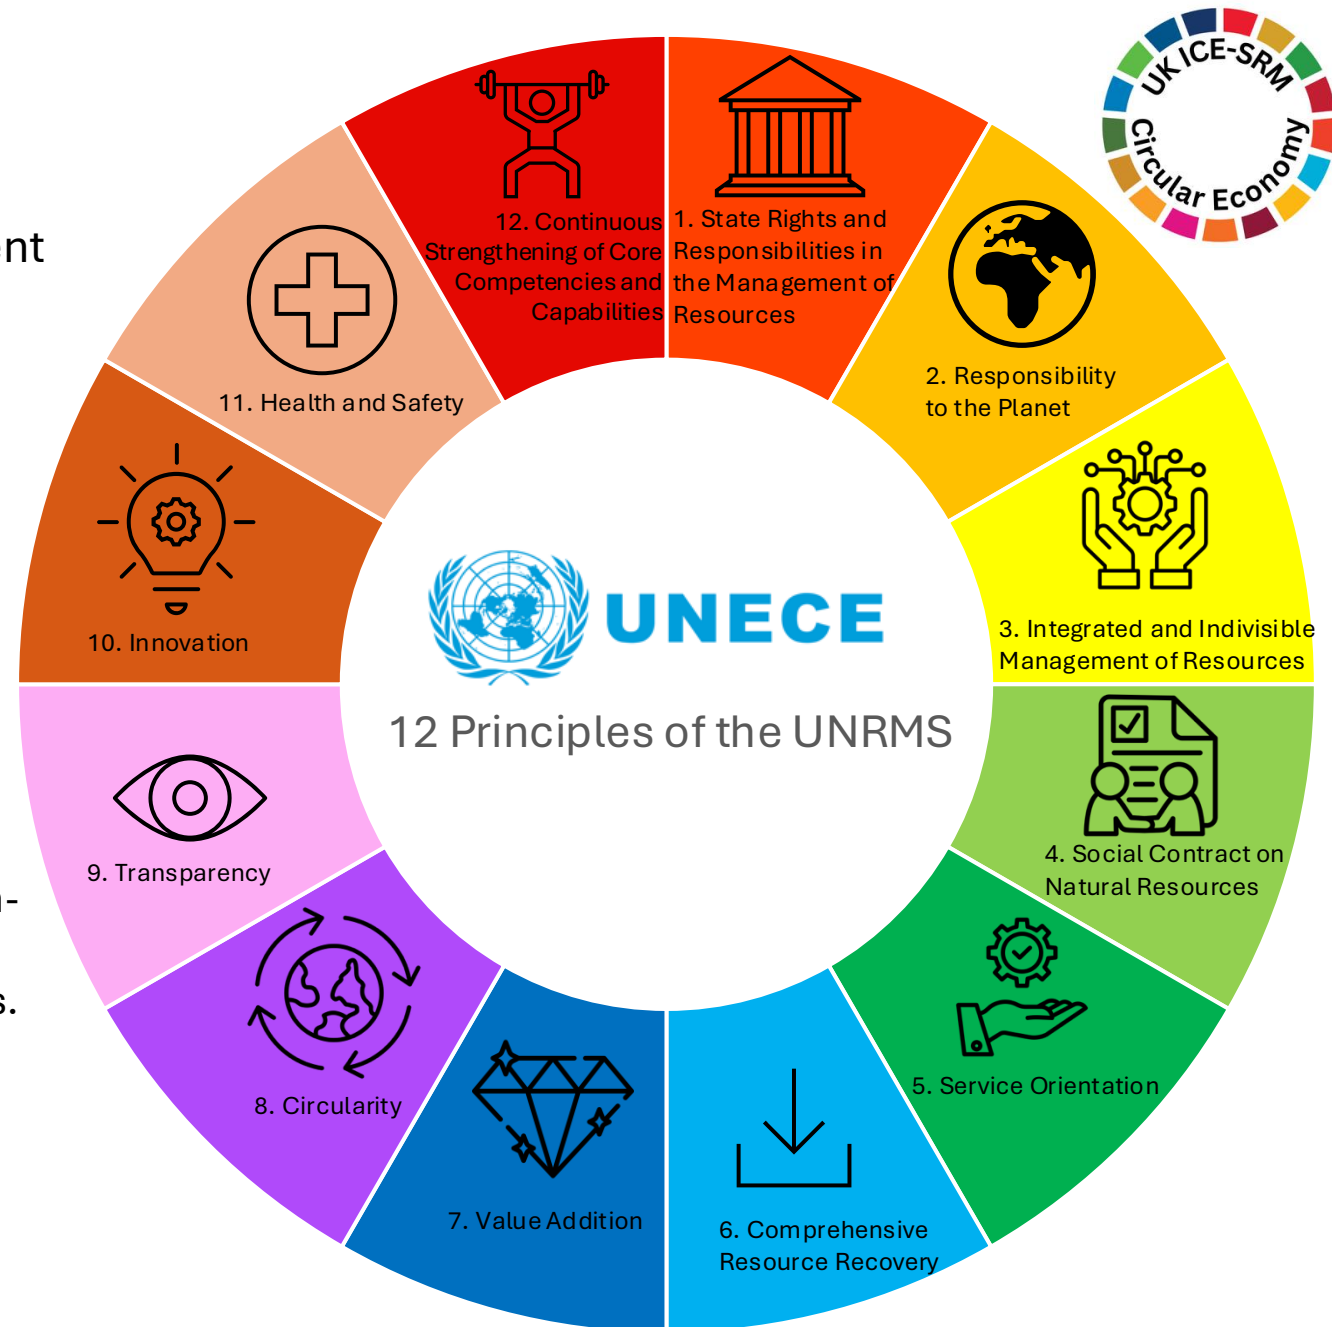 UK ICE-SRM
Circular Economy
ent
n-
s.
1. State Rights and
Responsibilities in
the Management of
Resources
2. Responsibility
to the Planet
3. Integrated and Indivisible
Management of Resources
4. Social Contract on
Natural Resources
5. Service Orientation
6. Comprehensive
Resource Recovery
7. Value Addition
8. Circularity
9. Transparency
10. Innovation
11. Health and Safety
12. Continuous
Strengthening of Core
Competencies and
Capabilities
UNECE
12 Principles of the UNRMS